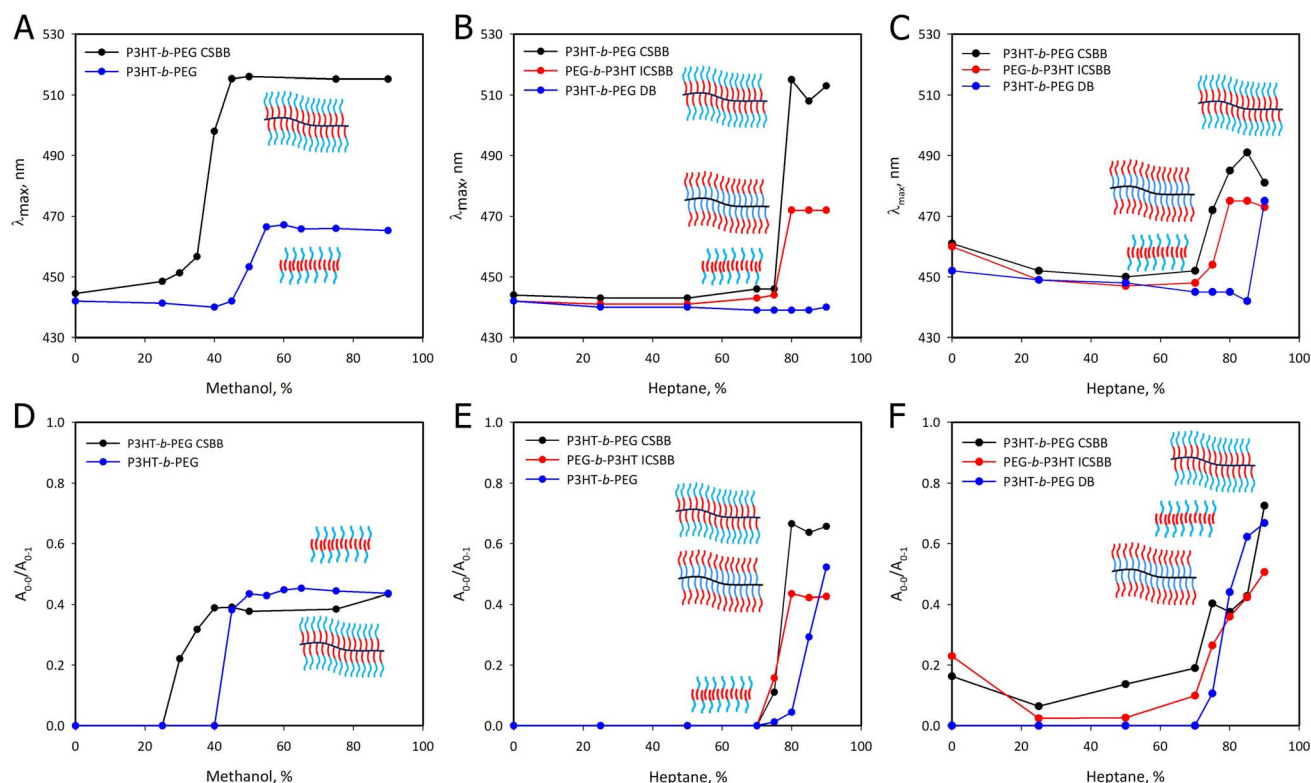 A
530
510
490
470
450
430
λmax, nm
P3HT-b-PEG CSBB
P3HT-b-PEG
0 20 40 60 80 100
Methanol, %
B
530
510
490
470
450
430
λmax, nm
P3HT-b-PEG CSBB
PEG-b-P3HT ICSBB
P3HT-b-PEG DB
0 20 40 60 80 100
Heptane, %
C
530
510
490
470
450
430
λmax, nm
P3HT-b-PEG CSBB
PEG-b-P3HT ICSBB
P3HT-b-PEG DB
0 20 40 60 80 100
Heptane, %
D
1.0
0.8
0.6
0.4
0.2
0.0
A0-0/A0-1
P3HT-b-PEG CSBB
P3HT-b-PEG
0 20 40 60 80 100
Methanol, %
E
1.0
0.8
0.6
0.4
0.2
0.0
A0-0/A0-1
P3HT-b-PEG CSBB
PEG-b-P3HT ICSBB
P3HT-b-PEG
0 20 40 60 80 100
Heptane, %
F
1.0
0.8
0.6
0.4
0.2
0.0
A0-0/A0-1
P3HT-b-PEG CSBB
PEG-b-P3HT ICSBB
P3HT-b-PEG DB
0 20 40 60 80 100
Heptane, %